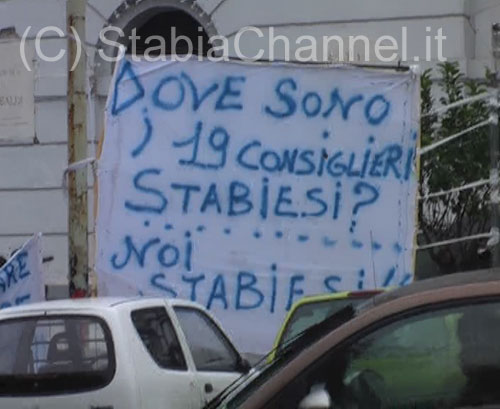 (C) StabiaChannel.it
DOVE SONO
i 19 CONSIGLIERI
STABIESI?
NOI
STABIESI!!